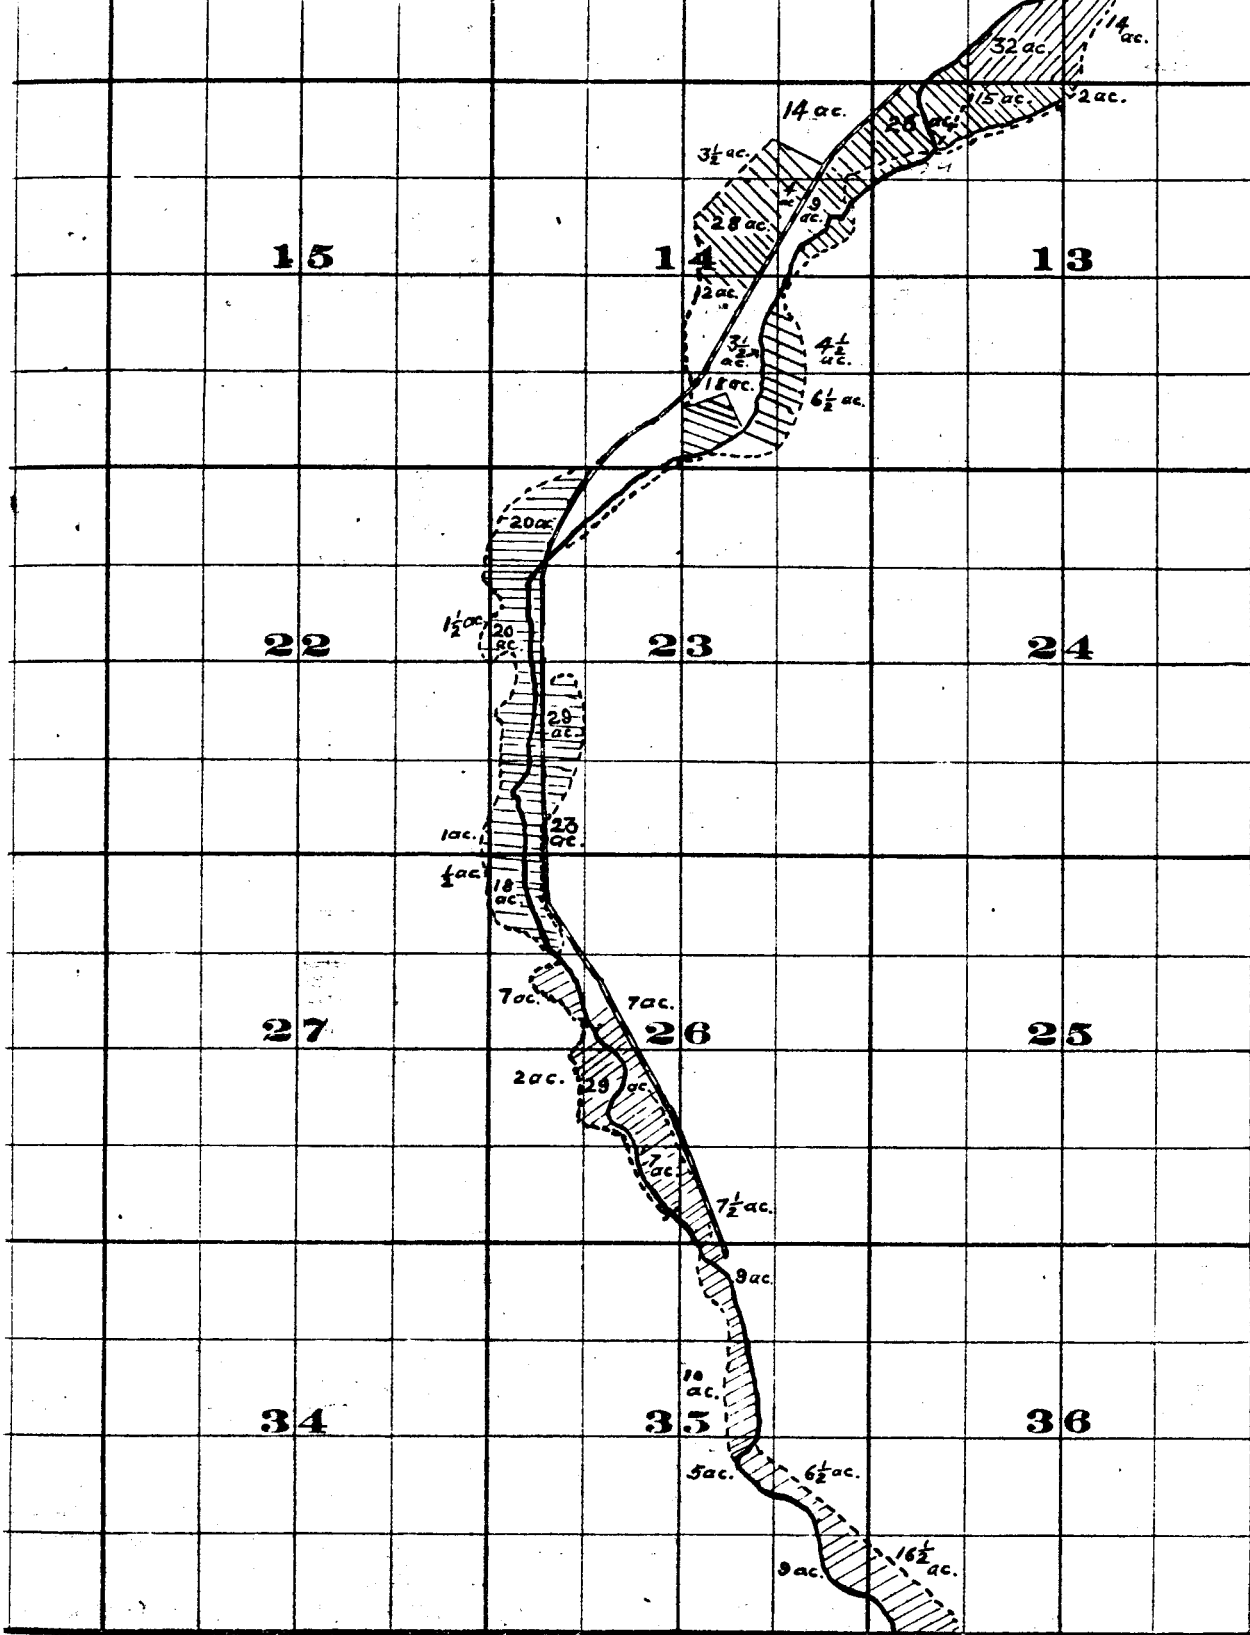 14
ac.
32 ac.
15 ac.
2 ac.
14 ac.
26 ac.
3½ ac.
4
ac.
9
ac.
28 ac.
15
14
13
2 ac.
3½
ac.
4½
ac.
18 ac.
6½ ac.
20 ac.
1½ ac.
20
ac.
22
23
24
29
ac.
1 ac.
23
ac.
½ ac.
18
ac.
7 ac.
7 ac.
27
26
25
2 ac.
29 ac.
7
ac.
7½ ac.
9 ac.
10
ac.
34
35
36
5 ac.
6½ ac.
16½
ac.
9 ac.